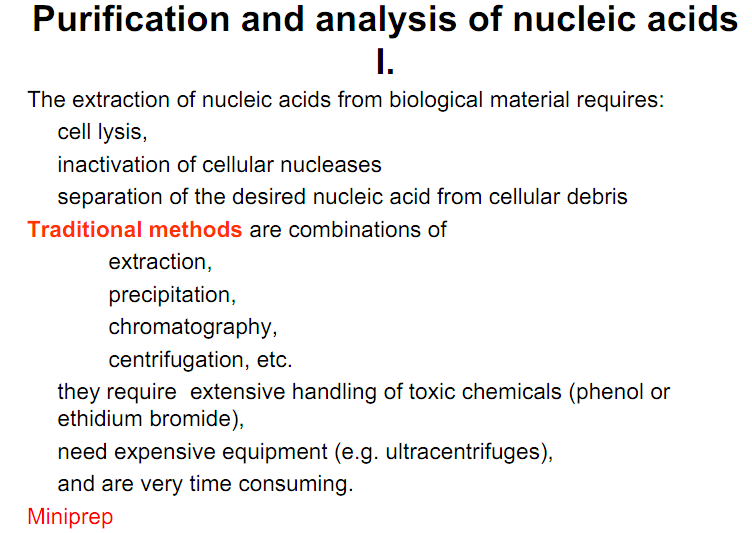 Purification and analysis of nucleic acids
I.
The extraction of nucleic acids from biological material requires:
cell lysis,
inactivation of cellular nucleases
separation of the desired nucleic acid from cellular debris
Traditional methods are combinations of
extraction,
precipitation,
chromatography,
centrifugation, etc.
they require  extensive handling of toxic chemicals (phenol or
ethidium bromide),
need expensive equipment (e.g. ultracentrifuges),
and are very time consuming.
Miniprep